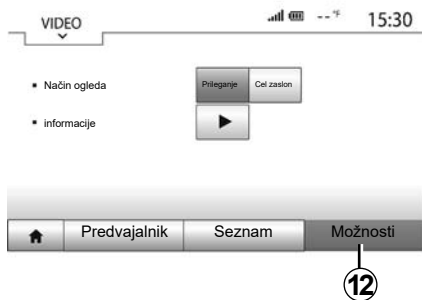 VIDEO
--°F 15:30
Način ogleda Prileganje Cel zaslon
informacije
Predvajalnik Seznam Možnosti
12